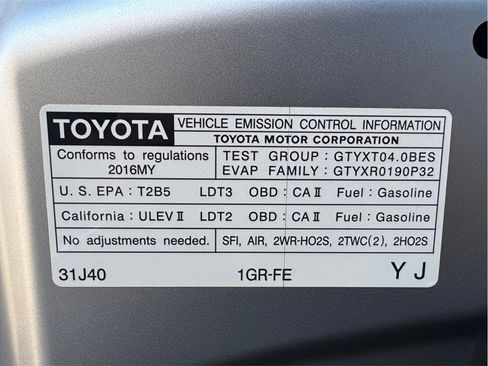 TOYOTA
VEHICLE EMISSION CONTROL INFORMATION
TOYOTA MOTOR CORPORATION
Conforms to regulations
2016MY
TEST GROUP : GTYXT04.0BES
EVAP FAMILY : GTYXR0190P32
U. S. EPA : T2B5 LDT3 OBD : CA II Fuel : Gasoline
California : ULEV II LDT2 OBD : CA II Fuel : Gasoline
No adjustments needed. SFI, AIR, 2WR-HO2S, 2TWC(2), 2HO2S
31J40 1GR-FE Y J